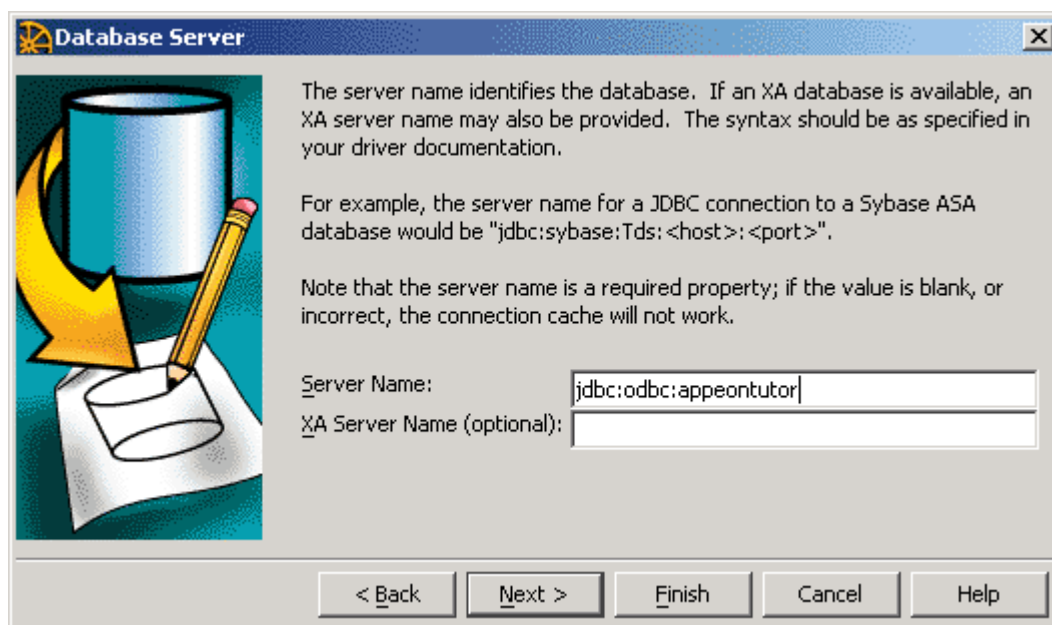 Database Server
The server name identifies the database. If an XA database is available, an
XA server name may also be provided. The syntax should be as specified in
your driver documentation.
For example, the server name for a JDBC connection to a Sybase ASA
database would be "jdbc:sybase:Tds:<host>:<port>".
Note that the server name is a required property; if the value is blank, or
incorrect, the connection cache will not work.
Server Name: jdbc:odbc:appeontutor
XA Server Name (optional):
< Back Next > Finish Cancel Help